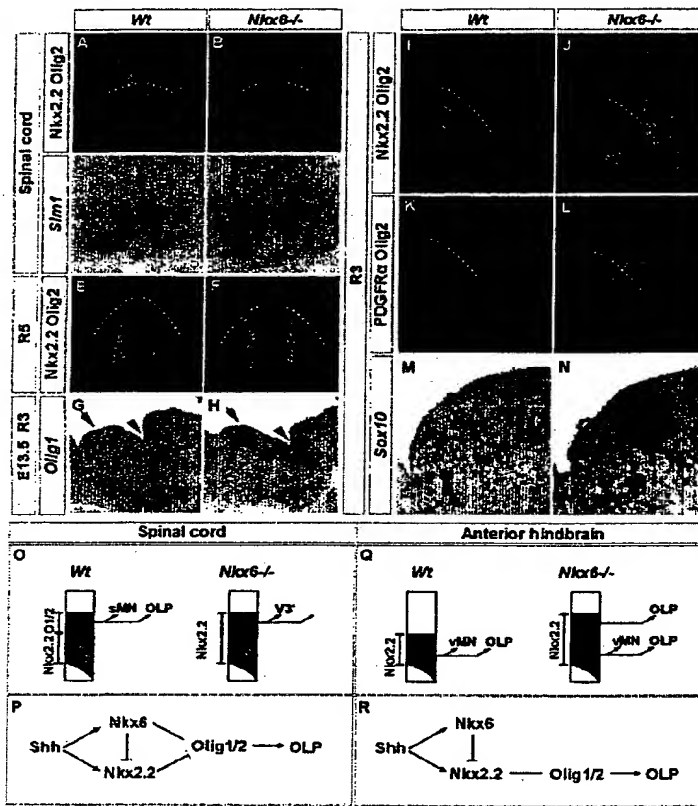 Wt
Nkx6-/-
Wt
Nkx6-/-
Spinal cord
Nkx2.2 Olig2
A
B
Sim1
R5
Nkx2.2 Olig2
E
F
E13.5 R3
Olig1
G
H
R3
Nkx2.2 Olig2
I
J
PDGFRα Olig2
K
L
Sox10
M
N
Spinal cord
Anterior hindbrain
O
Wt
Nkx6-/-
Nkx2.2 O1/2
sMN OLP
Nkx2.2
V3'
Q
Wt
Nkx6-/-
Nkx2.2
vMN OLP
Nkx2.2
OLP
vMN OLP
P
Nkx6
Shh
Olig1/2
OLP
Nkx2.2
R
Nkx6
Shh
Nkx2.2
Olig1/2
OLP